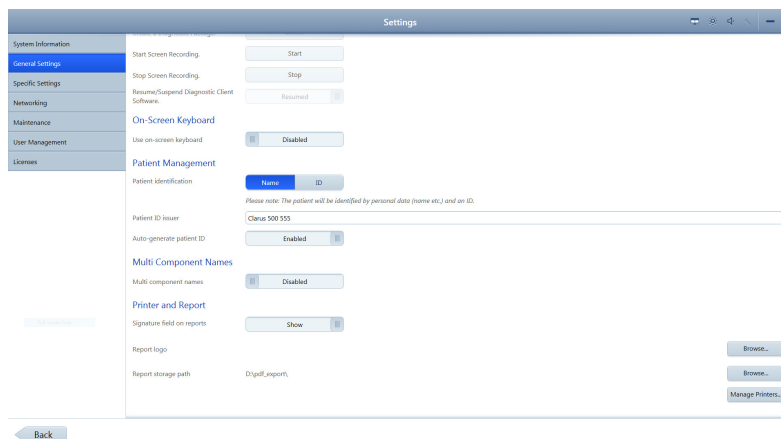 Settings
System Information
General Settings
Specific Settings
Networking
Maintenance
User Management
Licenses
Start Screen Recording.
Start
Stop Screen Recording.
Stop
Resume/Suspend Diagnostic Client
Software.
Resumed
On-Screen Keyboard
Use on-screen keyboard
Disabled
Patient Management
Patient identification
Name
ID
Please note: The patient will be identified by personal data (name etc.) and an ID.
Patient ID issuer
Clarus 500 555
Auto-generate patient ID
Enabled
Multi Component Names
Multi component names
Disabled
Printer and Report
Signature field on reports
Show
Report logo
Browse...
Report storage path
D:\pdf_export\,
Browse...
Manage Printers...
Back